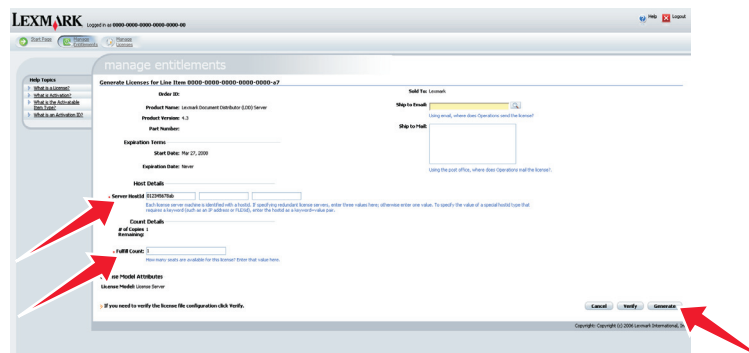 LEXMARK Logged in as 0000-0000-0000-0000-00
Help Logout
Start Page Manage Entitlements Manage Licenses
manage entitlements
Help Topics
What is a License?
What is Activation?
What is the Activatable Item Type?
What is an Activation ID?
Generate Licenses for Line Item 0000-0000-0000-0000-0000-a7
Order ID:
Product Name: Lexmark Document Distributor (LDD) Server
Product Version: 4.3
Part Number:
Expiration Terms
Start Date: Mar 27, 2008
Expiration Date: Never
Sold To: Lexmark
Ship to Email:
Using email, where does Operations send the license?
Ship to Mail:
Using the post office, where does Operations mail the license?.
Host Details
Server HostId 012345678ab
Each license server machine is identified with a hostid. If specifying redundant license servers, enter three values here; otherwise enter one value. To specify the value of a special hostid type that
requires a keyword (such as an IP address or FLEXid), enter the hostid as a keyword=value pair.
Count Details
# of Copies 1
Remaining:
Fulfill Count: 3
How many seats are available for this license? Enter that value here.
Model Attributes
License Model: License Server
If you need to verify the license file configuration click Verify.
Cancel Verify Generate
Copyright: Copyright (c) 2006 Lexmark International,